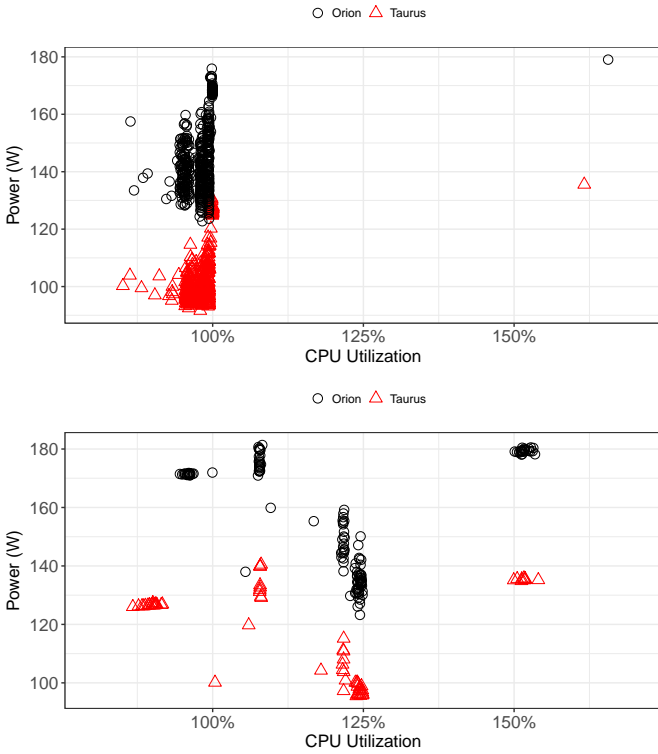 Orion Taurus
180
160
140
120
100
Power (W)
100% 125% 150%
CPU Utilization
Orion Taurus
180
160
140
120
100
Power (W)
100% 125% 150%
CPU Utilization